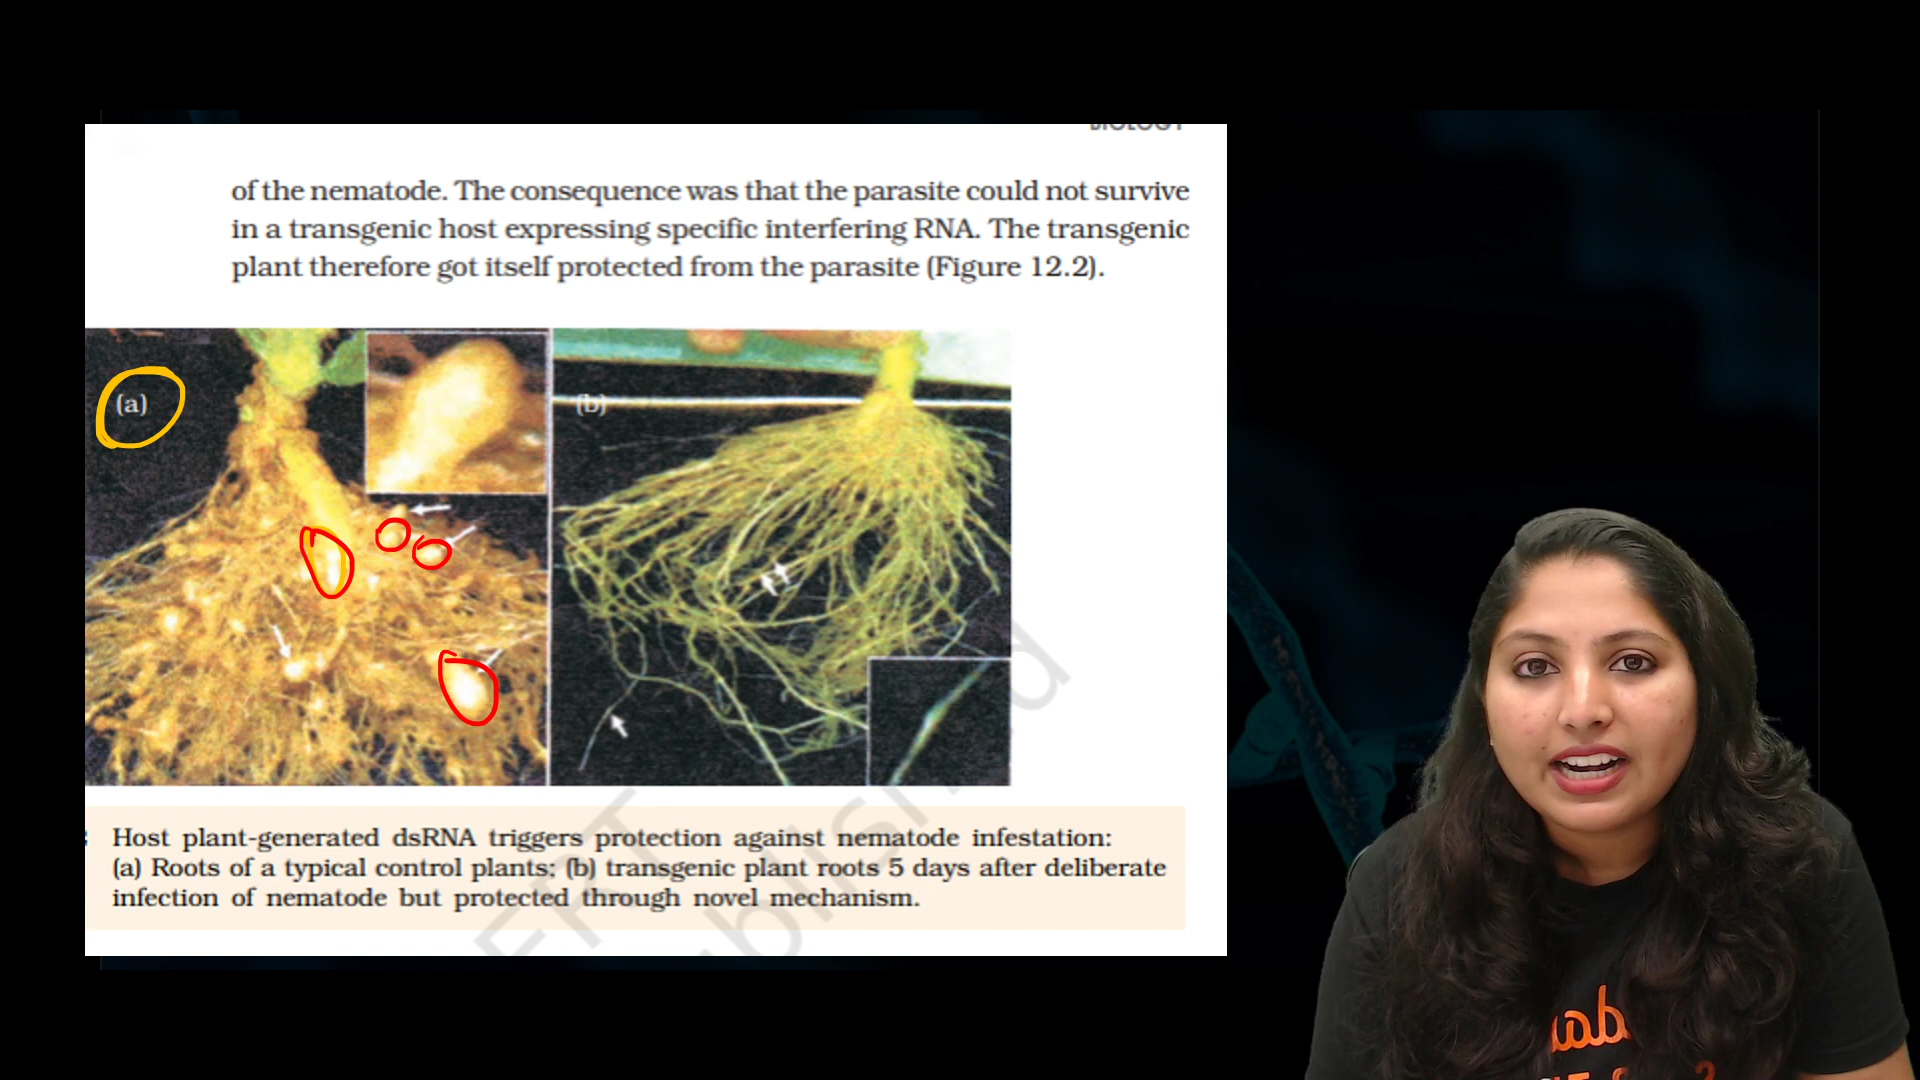 BIOLOGY
of the nematode. The consequence was that the parasite could not survive
in a transgenic host expressing specific interfering RNA. The transgenic
plant therefore got itself protected from the parasite (Figure 12.2).
(a)
(b)
Host plant-generated dsRNA triggers protection against nematode infestation:
(a) Roots of a typical control plants; (b) transgenic plant roots 5 days after deliberate
infection of nematode but protected through novel mechanism.